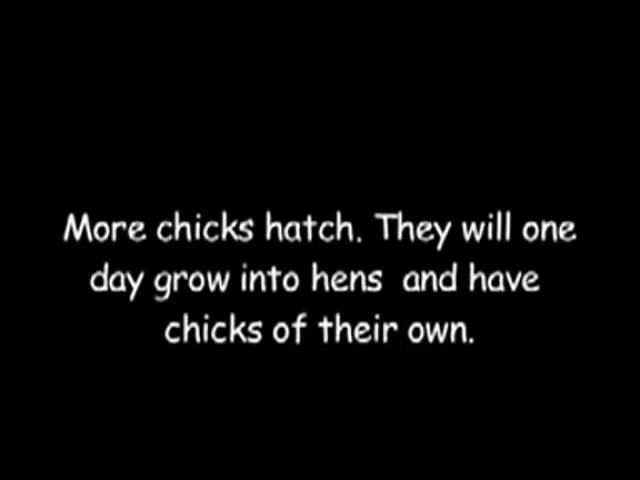 More chicks hatch. They will one
day grow into hens  and have
chicks of their own.